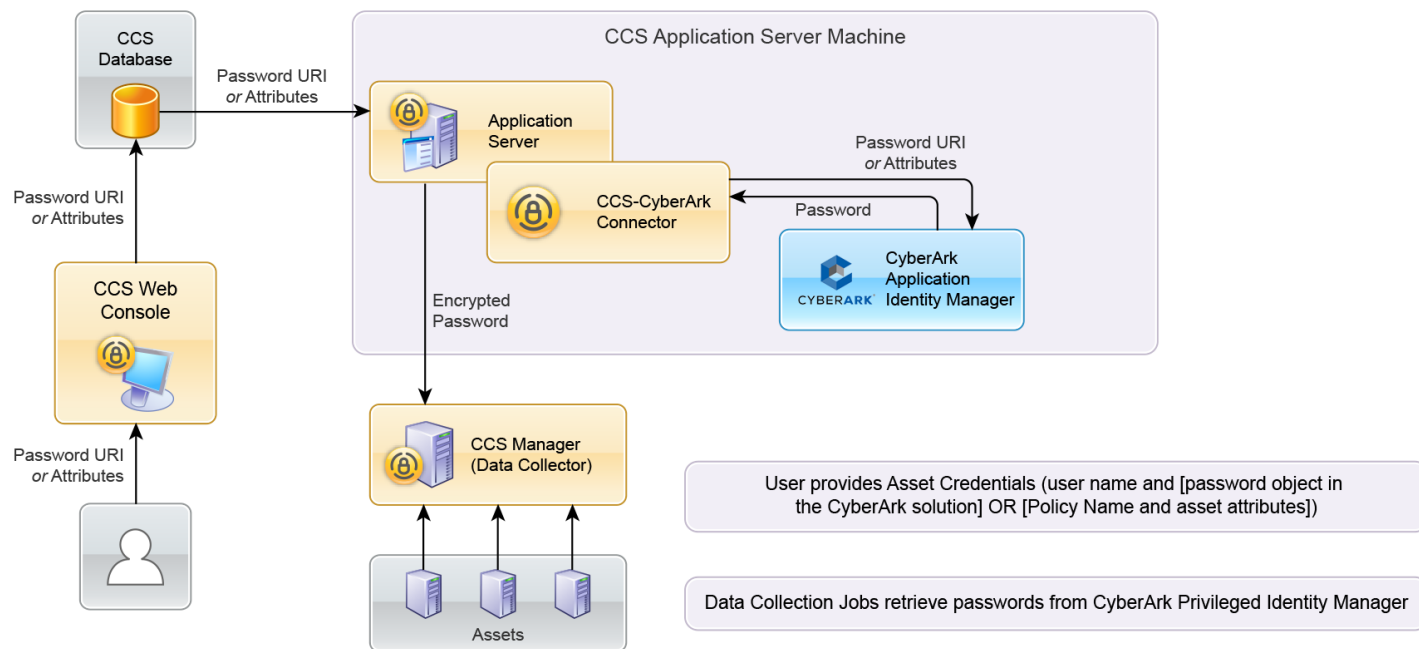 CCS
Database
Password URI
or Attributes
CCS Application Server Machine
Application
Server
Password URI
or Attributes
CCS-CyberArk
Connector
Password
CYBERARK
CyberArk
Application
Identity Manager
Password URI
or Attributes
CCS Web
Console
Encrypted
Password
Password URI
or Attributes
CCS Manager
(Data Collector)
Assets
User provides Asset Credentials (user name and [password object in
the CyberArk solution] OR [Policy Name and asset attributes])
Data Collection Jobs retrieve passwords from CyberArk Privileged Identity Manager